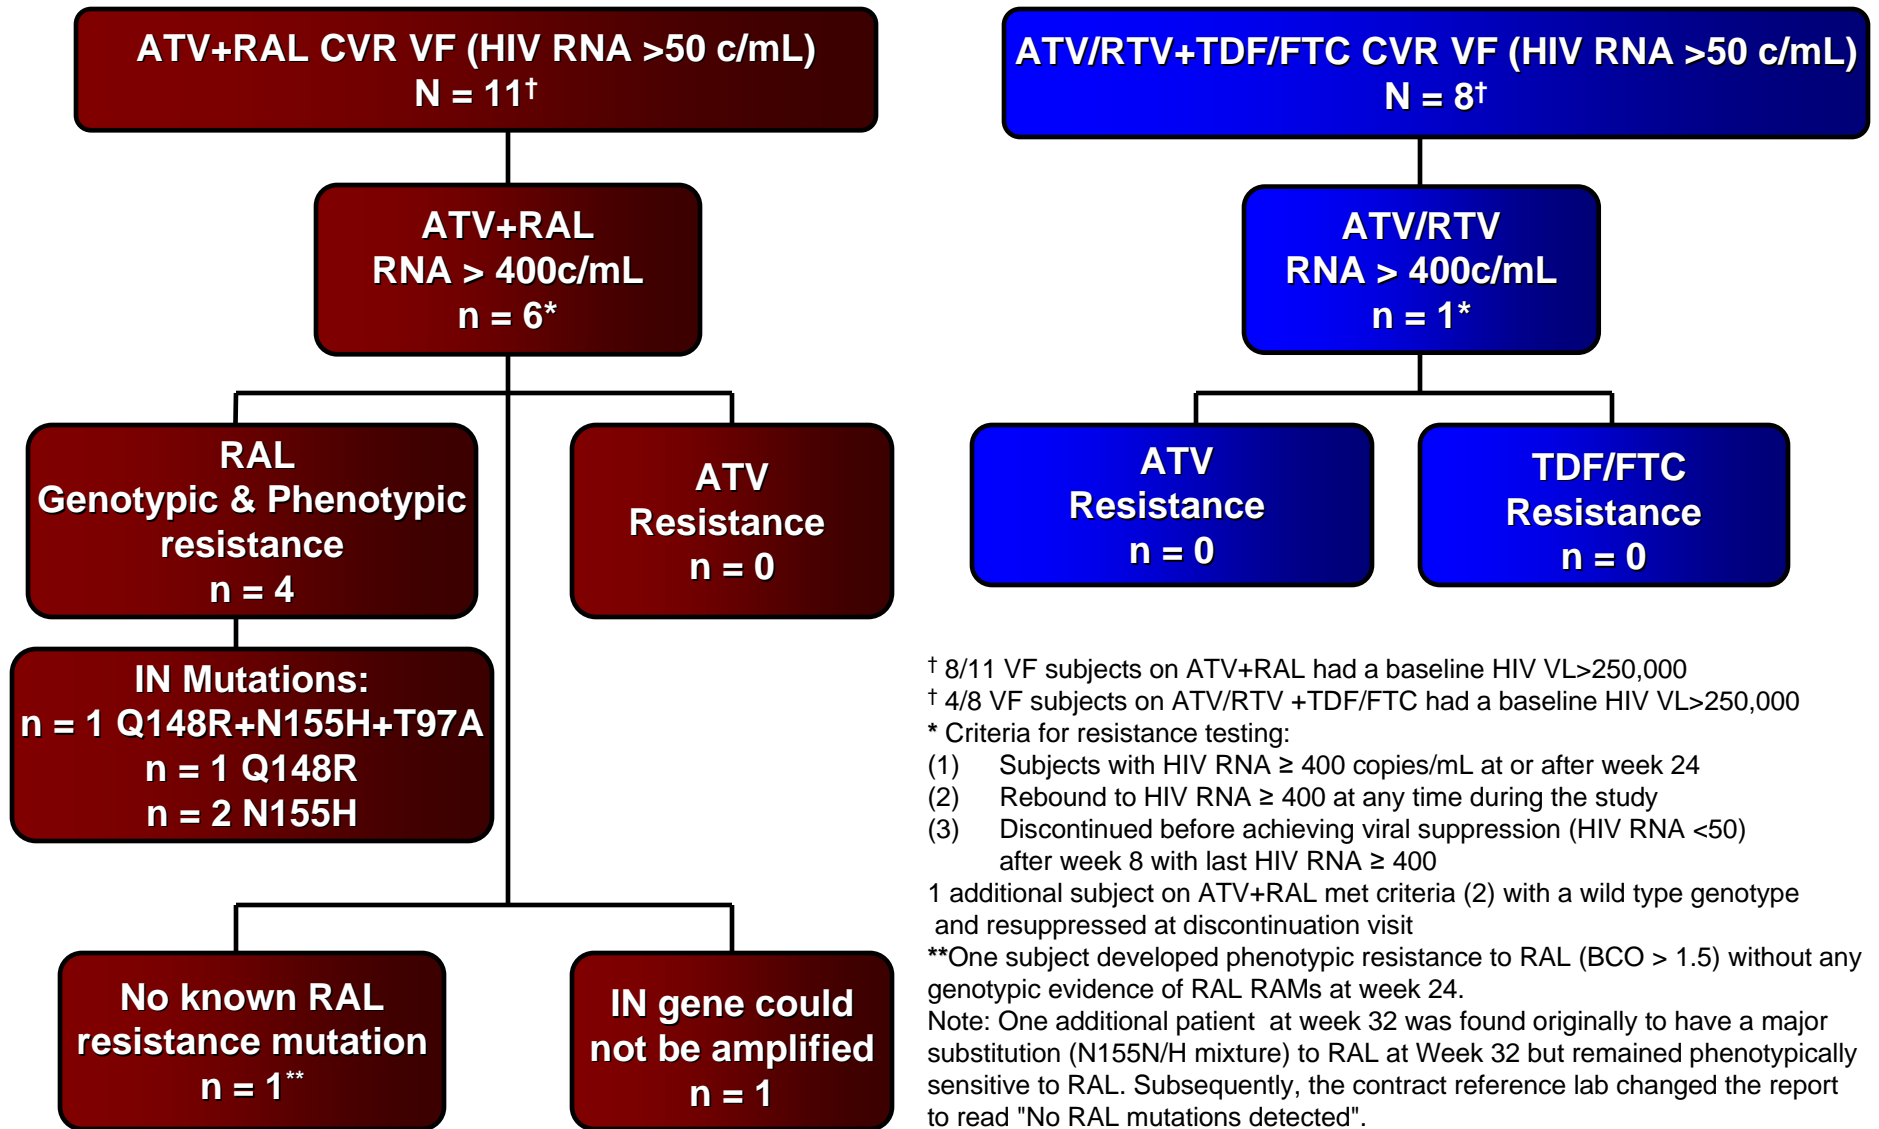 ATV+RAL CVR VF (HIV RNA >50 c/mL)
N = 11†
ATV+RAL
RNA > 400c/mL
n = 6*
RAL
Genotypic & Phenotypic
resistance
n = 4
ATV
Resistance
n = 0
IN Mutations:
n = 1 Q148R+N155H+T97A
n = 1 Q148R
n = 2 N155H
No known RAL
resistance mutation
n = 1**
IN gene could
not be amplified
n = 1
ATV/RTV+TDF/FTC CVR VF (HIV RNA >50 c/mL)
N = 8†
ATV/RTV
RNA > 400c/mL
n = 1*
ATV
Resistance
n = 0
TDF/FTC
Resistance
n = 0
† 8/11 VF subjects on ATV+RAL had a baseline HIV VL>250,000
† 4/8 VF subjects on ATV/RTV +TDF/FTC had a baseline HIV VL>250,000
* Criteria for resistance testing:
(1) Subjects with HIV RNA ≥ 400 copies/mL at or after week 24
(2) Rebound to HIV RNA ≥ 400 at any time during the study
(3) Discontinued before achieving viral suppression (HIV RNA <50)
after week 8 with last HIV RNA ≥ 400
1 additional subject on ATV+RAL met criteria (2) with a wild type genotype
and resuppressed at discontinuation visit
**One subject developed phenotypic resistance to RAL (BCO > 1.5) without any
genotypic evidence of RAL RAMs at week 24.
Note: One additional patient at week 32 was found originally to have a major
substitution (N155N/H mixture) to RAL at Week 32 but remained phenotypically
sensitive to RAL. Subsequently, the contract reference lab changed the report
to read "No RAL mutations detected".